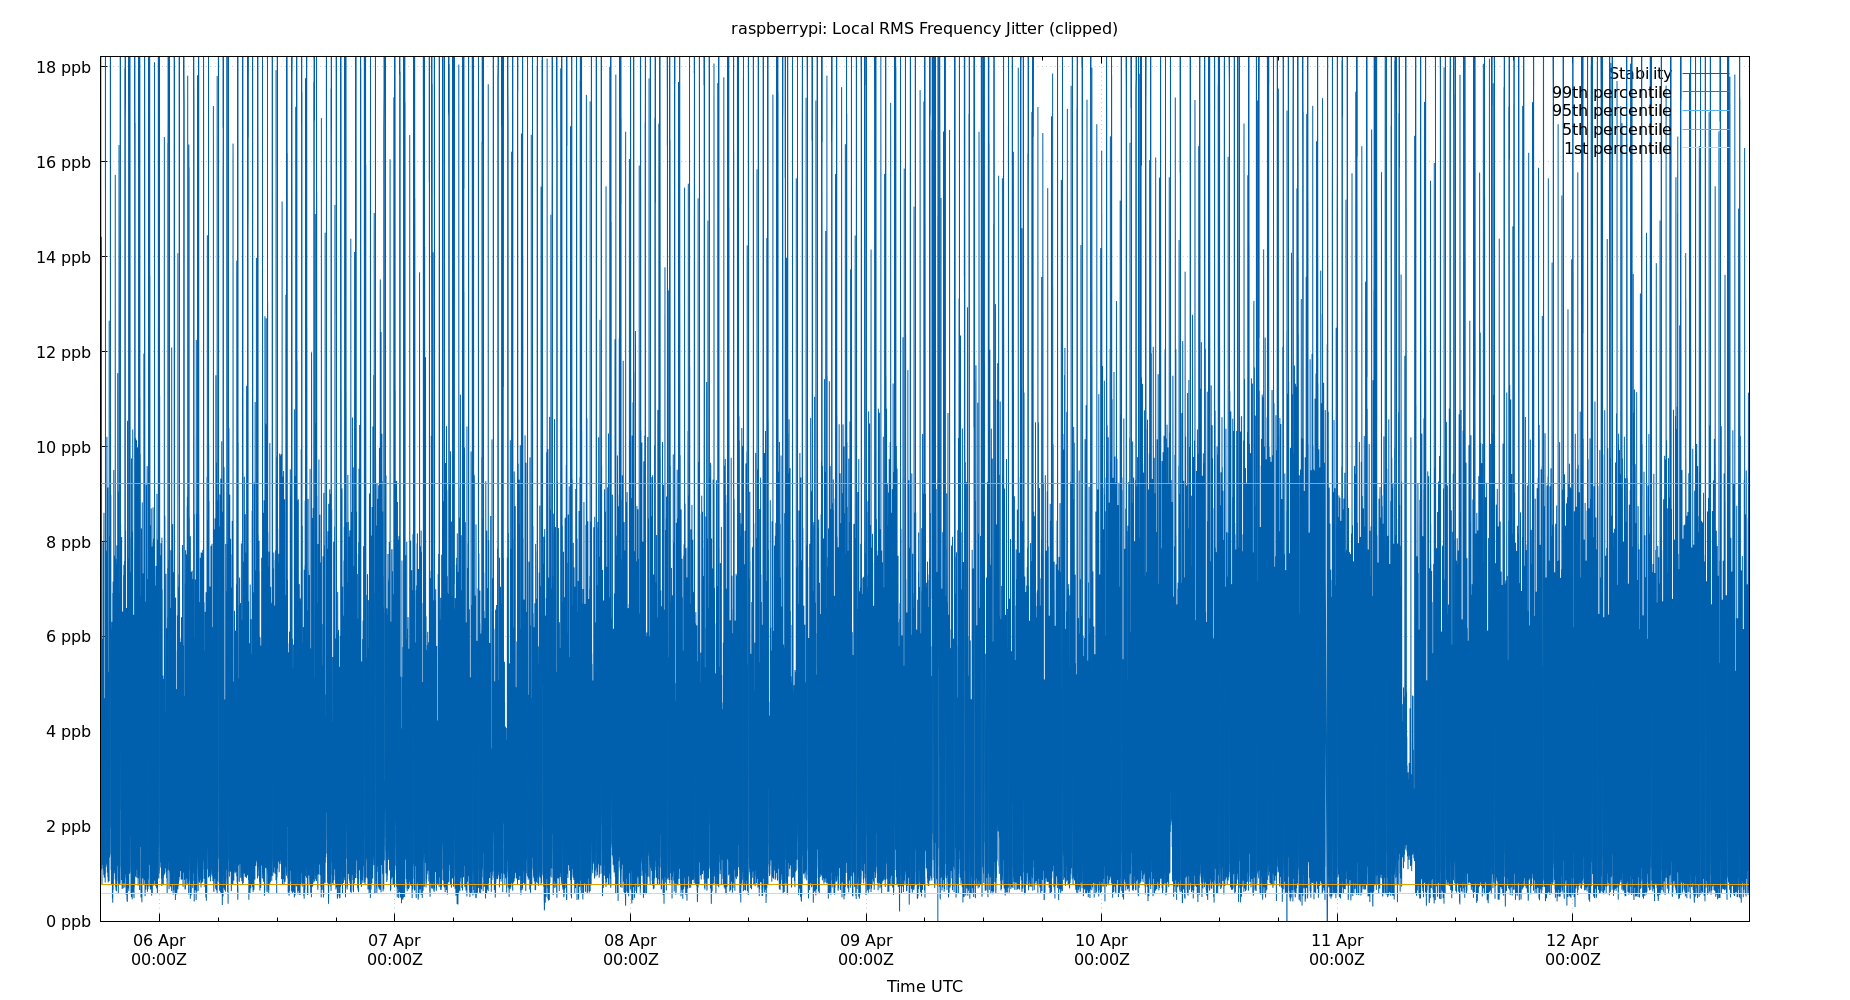 raspberrypi: Local RMS Frequency Jitter (clipped)
18 ppb
16 ppb
14 ppb
12 ppb
10 ppb
8 ppb
6 ppb
4 ppb
2 ppb
0 ppb
Stability
99th percentile
95th percentile
5th percentile
1st percentile
06 Apr 07 Apr 08 Apr 09 Apr 10 Apr 11 Apr 12 Apr
00:00Z 00:00Z 00:00Z 00:00Z 00:00Z 00:00Z 00:00Z
Time UTC